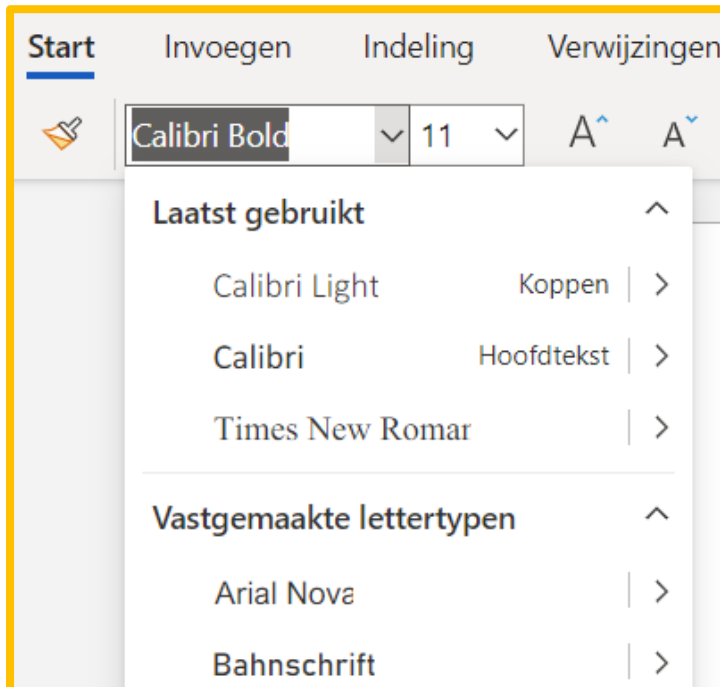 Start Invoegen Indeling Verwijzingen
Calibri Bold 11 A A
Laatst gebruikt
Calibri Light Koppen
Calibri Hoofdtekst
Times New Romar
Vastgemaakte lettertypen
Arial Nova
Bahnschrift